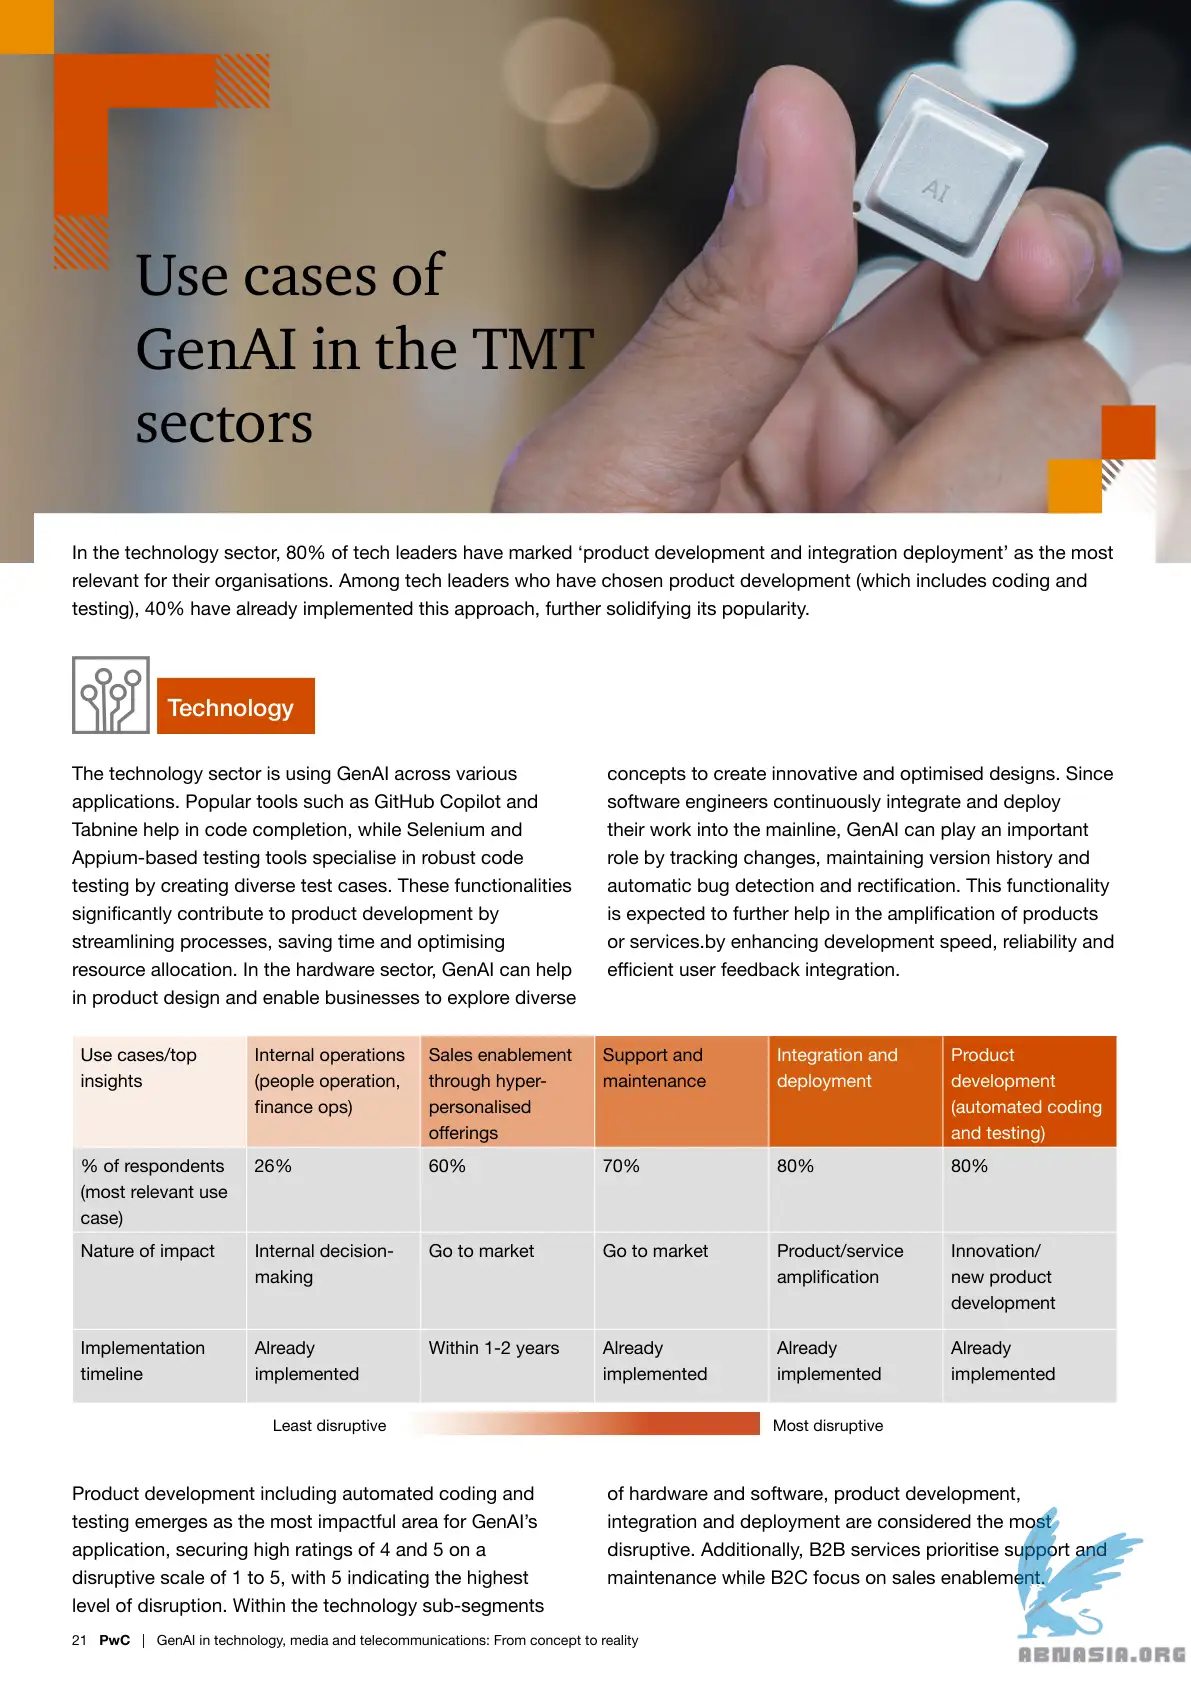 AI
Use cases of
GenAI in the TMT
sectors
In the technology sector, 80% of tech leaders have marked ‘product development and integration deployment’ as the most
relevant for their organisations. Among tech leaders who have chosen product development (which includes coding and
testing), 40% have already implemented this approach, further solidifying its popularity.
Technology
The technology sector is using GenAI across various
applications. Popular tools such as GitHub Copilot and
Tabnine help in code completion, while Selenium and
Appium-based testing tools specialise in robust code
testing by creating diverse test cases. These functionalities
significantly contribute to product development by
streamlining processes, saving time and optimising
resource allocation. In the hardware sector, GenAI can help
in product design and enable businesses to explore diverse
concepts to create innovative and optimised designs. Since
software engineers continuously integrate and deploy
their work into the mainline, GenAI can play an important
role by tracking changes, maintaining version history and
automatic bug detection and rectification. This functionality
is expected to further help in the amplification of products
or services.by enhancing development speed, reliability and
efficient user feedback integration.
Use cases/top
insights
Internal operations
(people operation,
finance ops)
Sales enablement
through hyper-
personalised
offerings
Support and
maintenance
Integration and
deployment
Product
development
(automated coding
and testing)
% of respondents
(most relevant use
case)
26%
60%
70%
80%
80%
Nature of impact
Internal decision-
making
Go to market
Go to market
Product/service
amplification
Innovation/
new product
development
Implementation
timeline
Already
implemented
Within 1-2 years
Already
implemented
Already
implemented
Already
implemented
Least disruptive
Most disruptive
Product development including automated coding and
testing emerges as the most impactful area for GenAI’s
application, securing high ratings of 4 and 5 on a
disruptive scale of 1 to 5, with 5 indicating the highest
level of disruption. Within the technology sub-segments
of hardware and software, product development,
integration and deployment are considered the most
disruptive. Additionally, B2B services prioritise support and
maintenance while B2C focus on sales enablement.
21 PwC | GenAI in technology, media and telecommunications: From concept to reality
ABNASIA.ORG